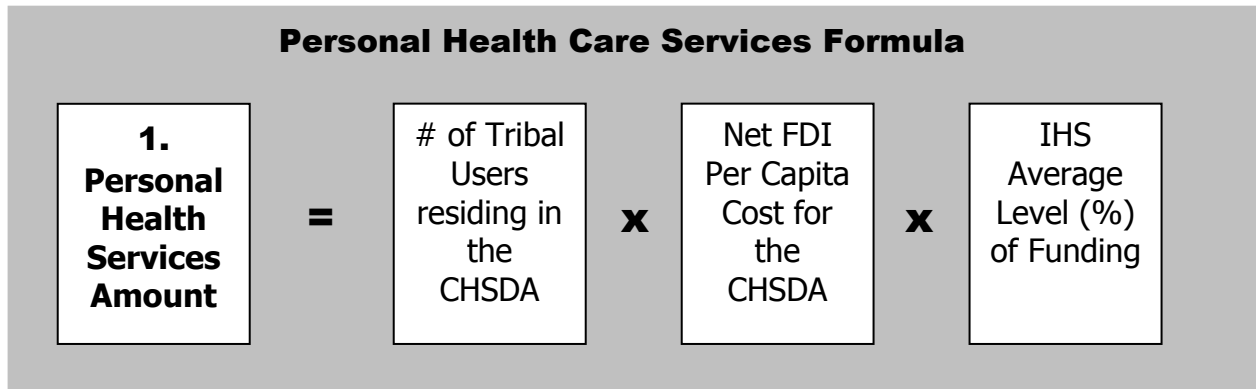 Personal Health Care Services Formula
1.
Personal
Health
Services
Amount
=
# of Tribal
Users
residing in
the
CHSDA
x
Net FDI
Per Capita
Cost for
the
CHSDA
x
IHS
Average
Level (%)
of Funding